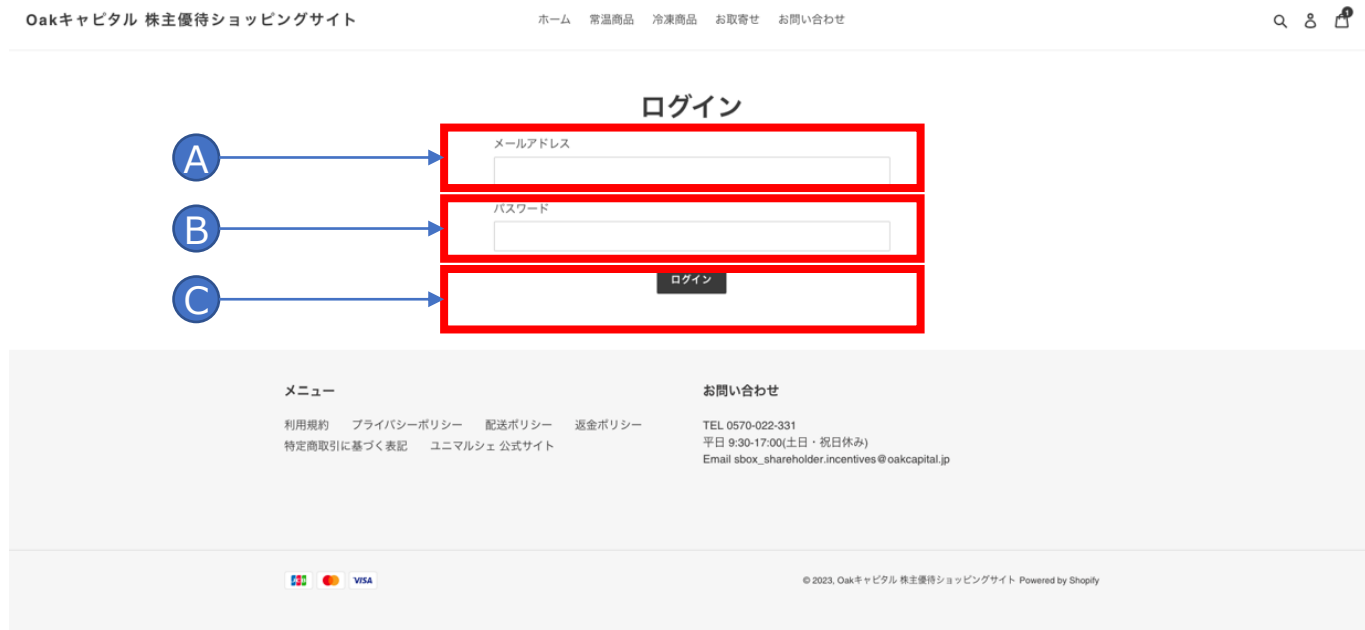 Oakキャピタル 株主優待ショッピングサイト
ホーム 常温商品 冷凍商品 お取寄せ お問い合わせ
1
ログイン
A
メールアドレス
B
パスワード
C
ログイン
メニュー
利用規約 プライバシーポリシー 配送ポリシー 返金ポリシー
特定商取引に基づく表記 ユニマルシェ 公式サイト
お問い合わせ
TEL 0570-022-331
平日 9:30-17:00(土日・祝日休み)
Email sbox_shareholder.incentives@oakcapital.jp
JCB VISA
© 2023, Oakキャピタル 株主優待ショッピングサイト Powered by Shopify